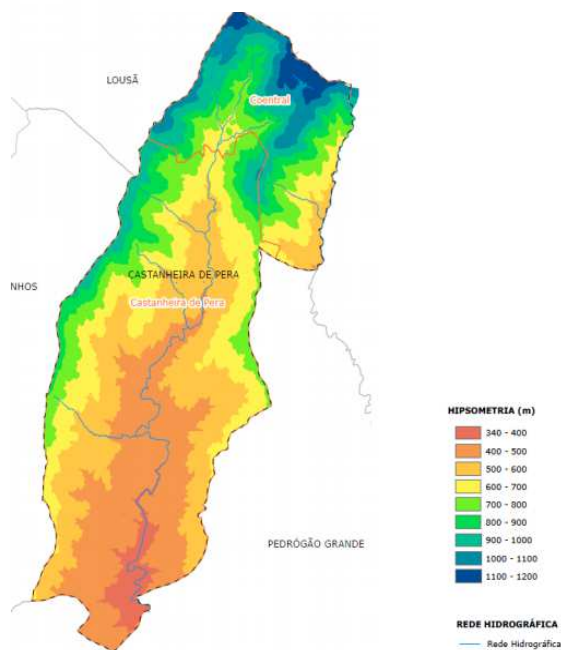 LOUSÃ
Coentral
NHOS
CASTANHEIRA DE PERA
Castanheira de Pera
PEDRÓGÃO GRANDE
HIPSOMETRIA (m)
340 - 400
400 - 500
500 - 600
600 - 700
700 - 800
800 - 900
900 - 1000
1000 - 1100
1100 - 1200
REDE HIDROGRÁFICA
Rede Hidrográfica